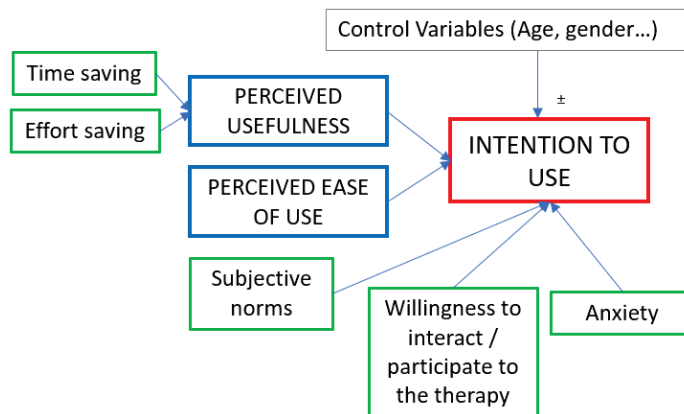 Control Variables (Age, gender…)
Time saving
Effort saving
PERCEIVED
USEFULNESS
±
INTENTION TO
USE
PERCEIVED EASE
OF USE
Subjective
norms
Willingness to
interact /
participate to
the therapy
Anxiety